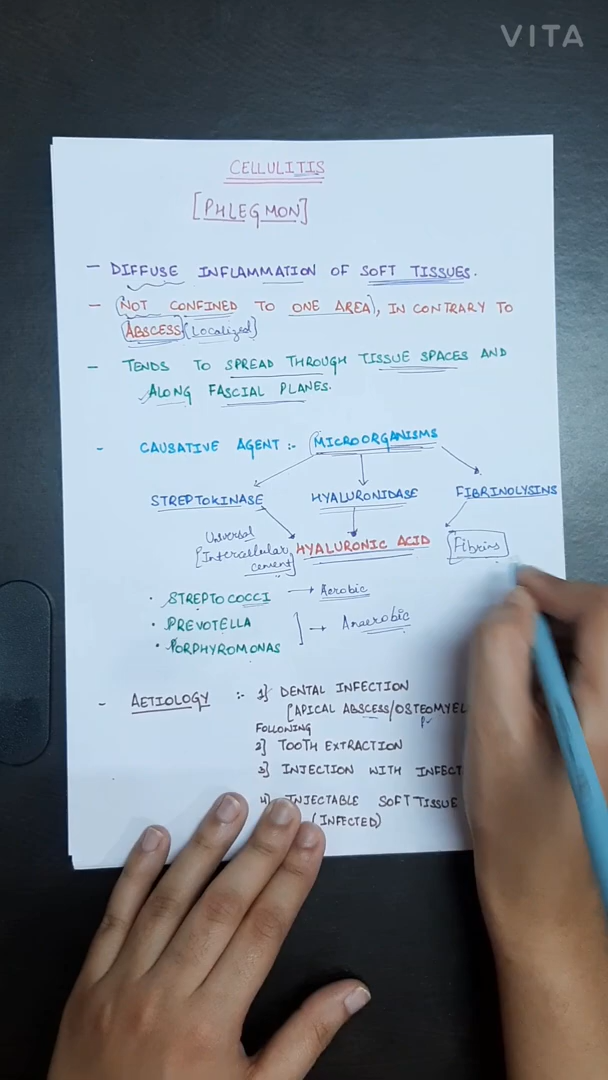 VITA
CELLULITIS
[PHLEGMON]
- DIFFUSE INFLAMMATION OF SOFT TISSUES.
- (NOT CONFINED TO ONE AREA), IN CONTRARY TO
ABSCESS (Localized)
- TENDS TO SPREAD THROUGH TISSUE SPACES AND
ALONG FASCIAL PLANES.
- CAUSATIVE AGENT :- MICROORGANISMS
STREPTOKINASE HYALURONIDASE FIBRINOLYSINS
Universal
[Intercellular cement] HYALURONIC ACID Fibrins
• STREPTOCOCCI → Aerobic
• PREVOTELLA
• PORPHYROMONAS ] → Anaerobic
- AETIOLOGY :- 1] DENTAL INFECTION
[APICAL ABSCESS/OSTEOMYEL
FOLLOWING
2] TOOTH EXTRACTION
3] INJECTION WITH INFECT
4] INJECTABLE SOFT TISSUE
(INFECTED)